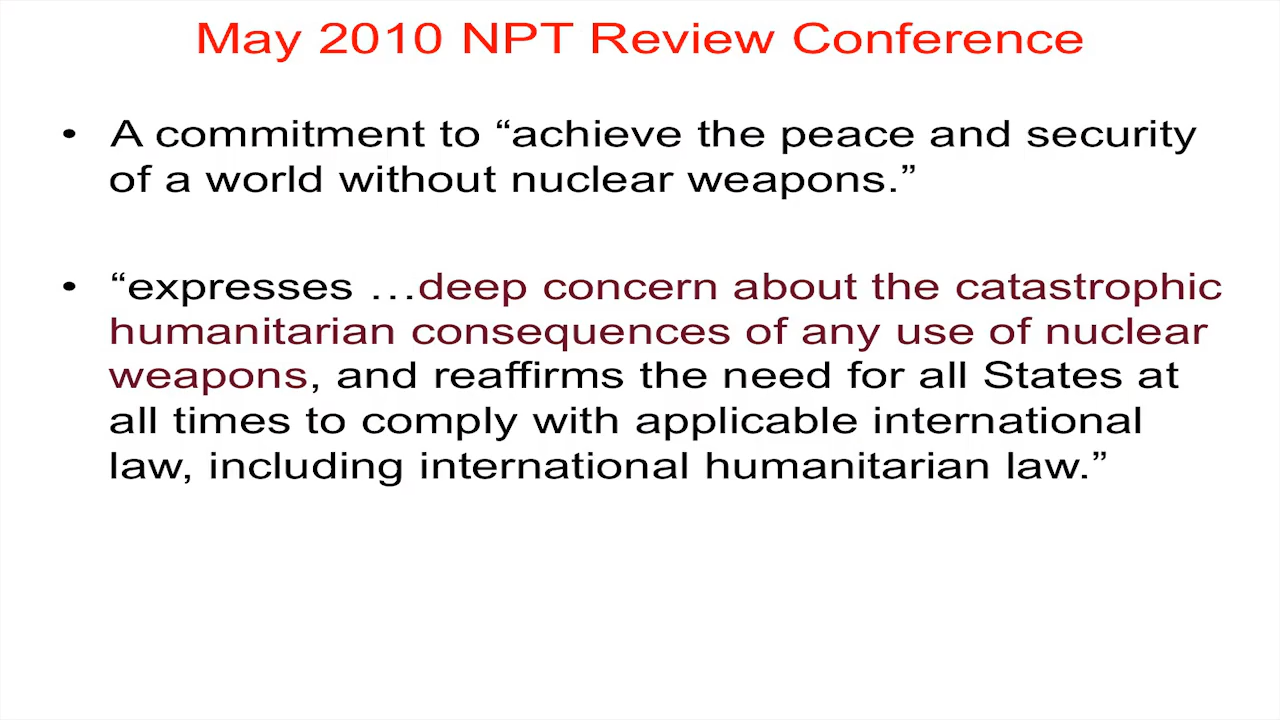 May 2010 NPT Review Conference
• A commitment to “achieve the peace and security
of a world without nuclear weapons.”
• “expresses …deep concern about the catastrophic
humanitarian consequences of any use of nuclear
weapons, and reaffirms the need for all States at
all times to comply with applicable international
law, including international humanitarian law.”